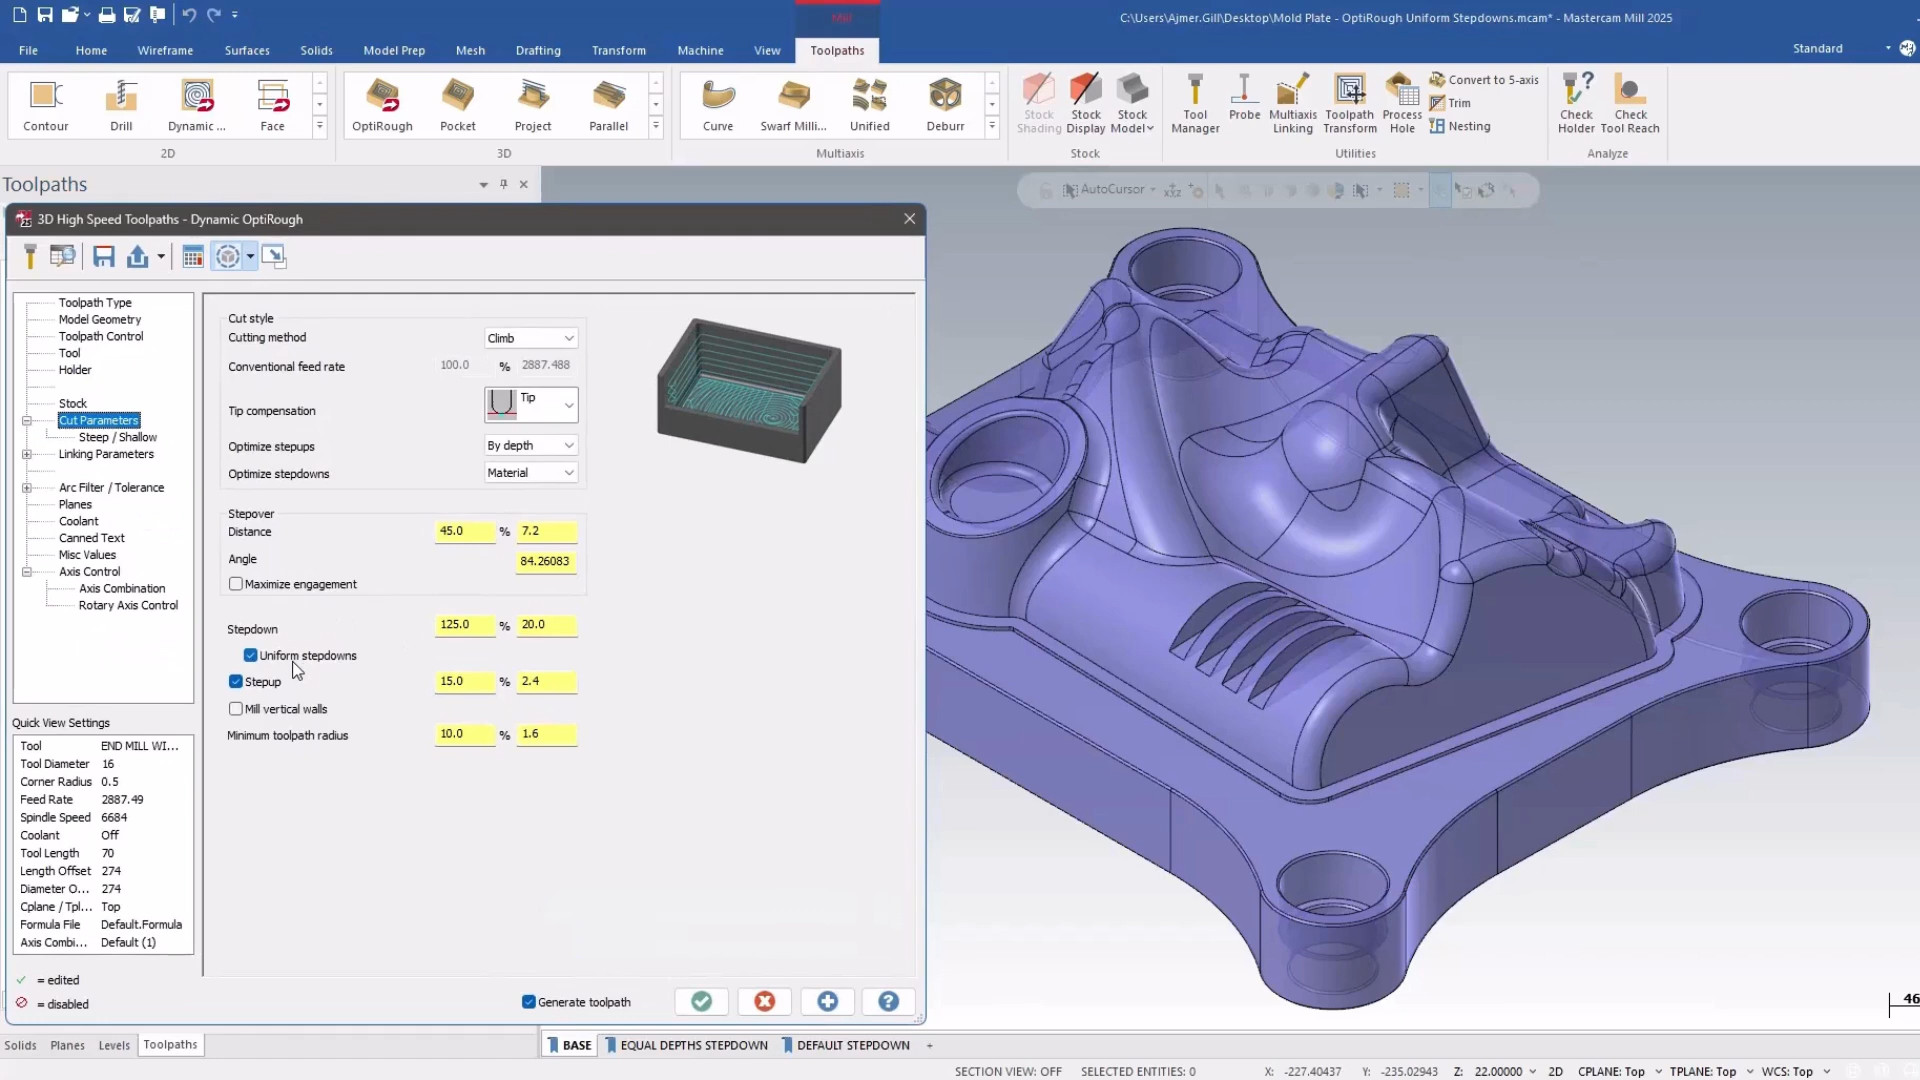 Mill
C:\Users\Ajmer.Gill\Desktop\Mold Plate - OptiRough Uniform Stepdowns.mcam* - Mastercam Mill 2025
File Home Wireframe Surfaces Solids Model Prep Mesh Drafting Transform Machine View Toolpaths Standard
Contour Drill Dynamic ... Face
2D
OptiRough Pocket Project Parallel
3D
Curve Swarf Milli... Unified Deburr
Multiaxis
Stock Shading
Stock Display
Stock Model
Stock
Tool Manager
Probe
Multiaxis Linking
Toolpath Transform
Process Hole
Convert to 5-axis
Trim
Nesting
Utilities
Check Holder
Check Tool Reach
Analyze
Toolpaths
AutoCursor
3D High Speed Toolpaths - Dynamic OptiRough
Toolpath Type
Model Geometry
Toolpath Control
Tool
Holder
Stock
Cut Parameters
Steep / Shallow
Linking Parameters
Arc Filter / Tolerance
Planes
Coolant
Canned Text
Misc Values
Axis Control
Axis Combination
Rotary Axis Control
Cut style
Cutting method Climb
Conventional feed rate 100.0 % 2887.488
Tip compensation Tip
Optimize stepups By depth
Optimize stepdowns Material
Stepover
Distance 45.0 % 7.2
Angle 84.26083
Maximize engagement
Stepdown 125.0 % 20.0
Uniform stepdowns
Stepup 15.0 % 2.4
Mill vertical walls
Minimum toolpath radius 10.0 % 1.6
Quick View Settings
Tool END MILL WI...
Tool Diameter 16
Corner Radius 0.5
Feed Rate 2887.49
Spindle Speed 6684
Coolant Off
Tool Length 70
Length Offset 274
Diameter O... 274
Cplane / Tpl... Top
Formula File Default.Formula
Axis Combi... Default (1)
= edited
= disabled
Generate toolpath
46
Solids Planes Levels Toolpaths
BASE EQUAL DEPTHS STEPDOWN DEFAULT STEPDOWN +
SECTION VIEW: OFF SELECTED ENTITIES: 0 X: -227.40437 Y: -235.02943 Z: 22.00000 2D CPLANE: Top TPLANE: Top WCS: Top